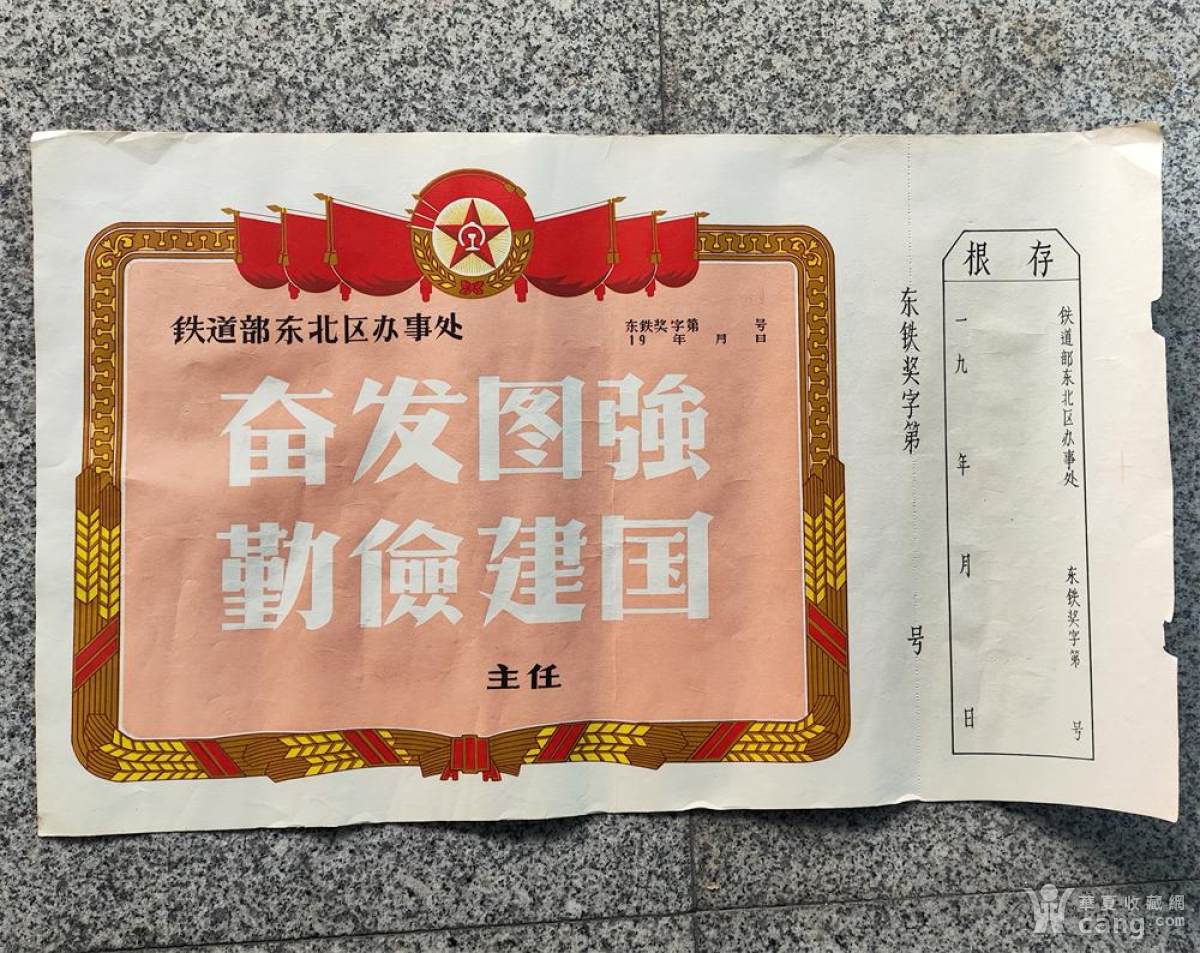 铁道部东北区办事处
东铁奖字第 号
19 年 月 日
奋发图強
勤儉建国
主任
东铁奖字第 号
存根
铁道部东北区办事处
东铁奖字第 号
一九 年 月 日
華夏收藏網
cang.com